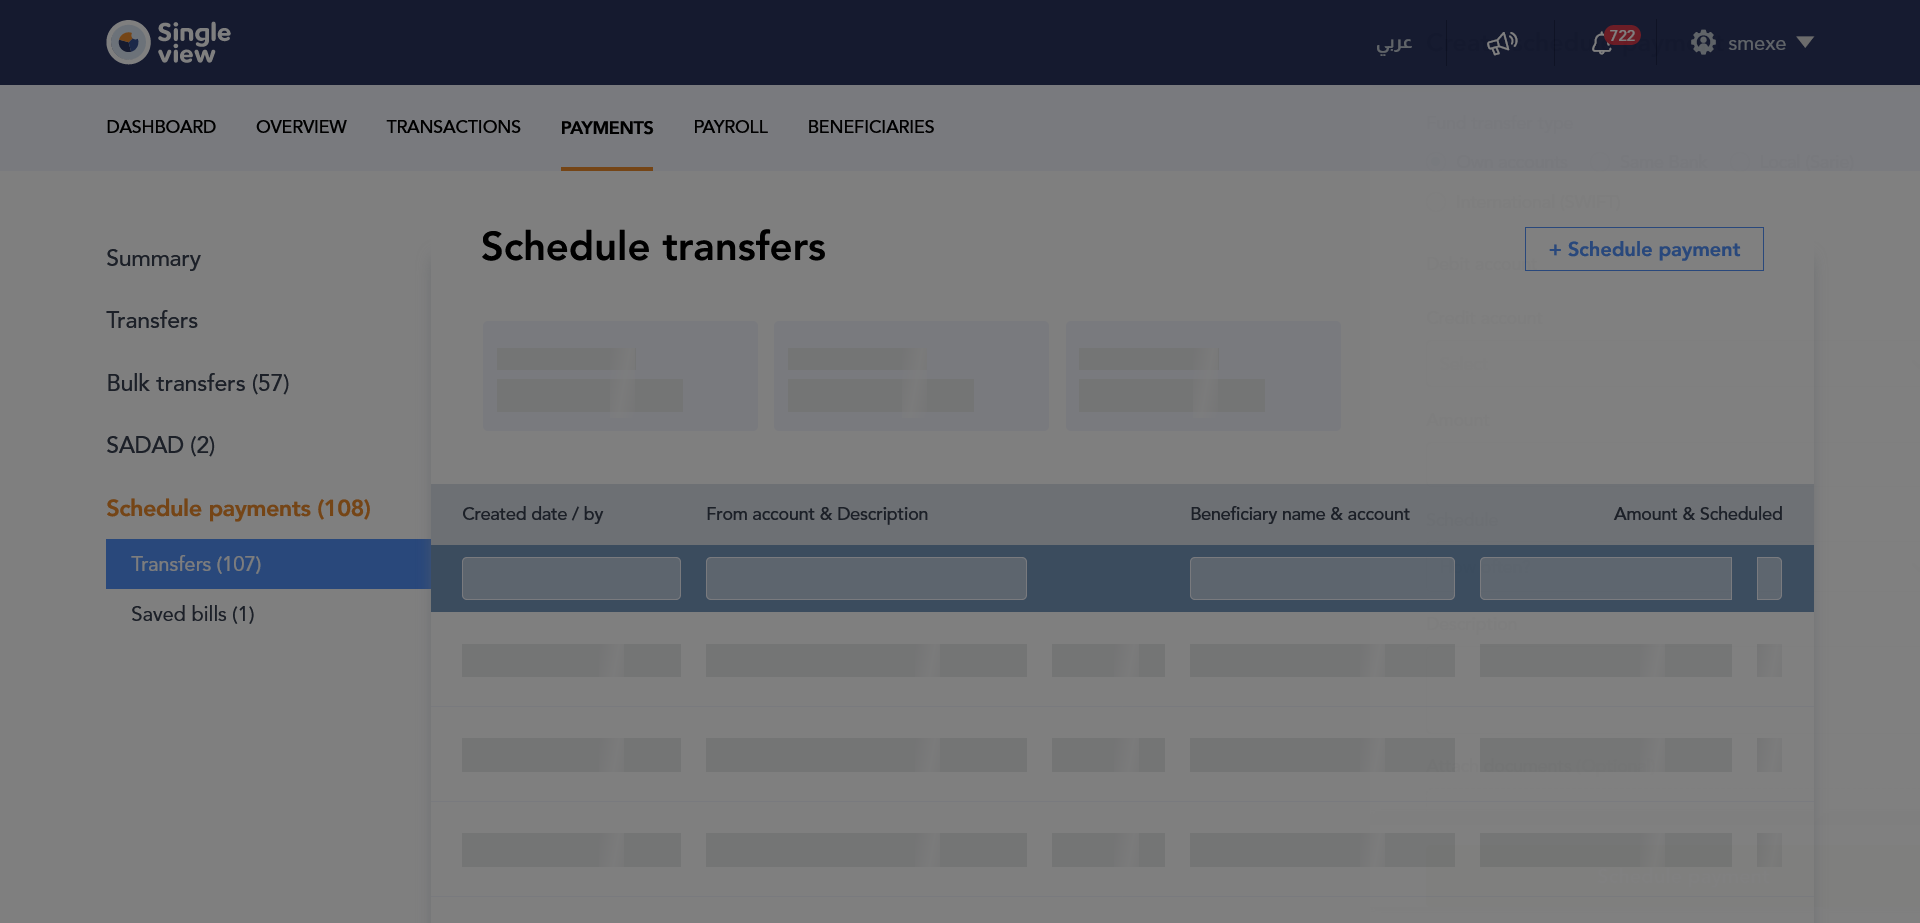 Single
view
عربي
722
smexe
DASHBOARD
OVERVIEW
TRANSACTIONS
PAYMENTS
PAYROLL
BENEFICIARIES
Summary
Transfers
Bulk transfers (57)
SADAD (2)
Schedule payments (108)
Transfers (107)
Saved bills (1)
Schedule transfers
+ Schedule payment
Created date / by
From account & Description
Beneficiary name & account
Amount & Scheduled